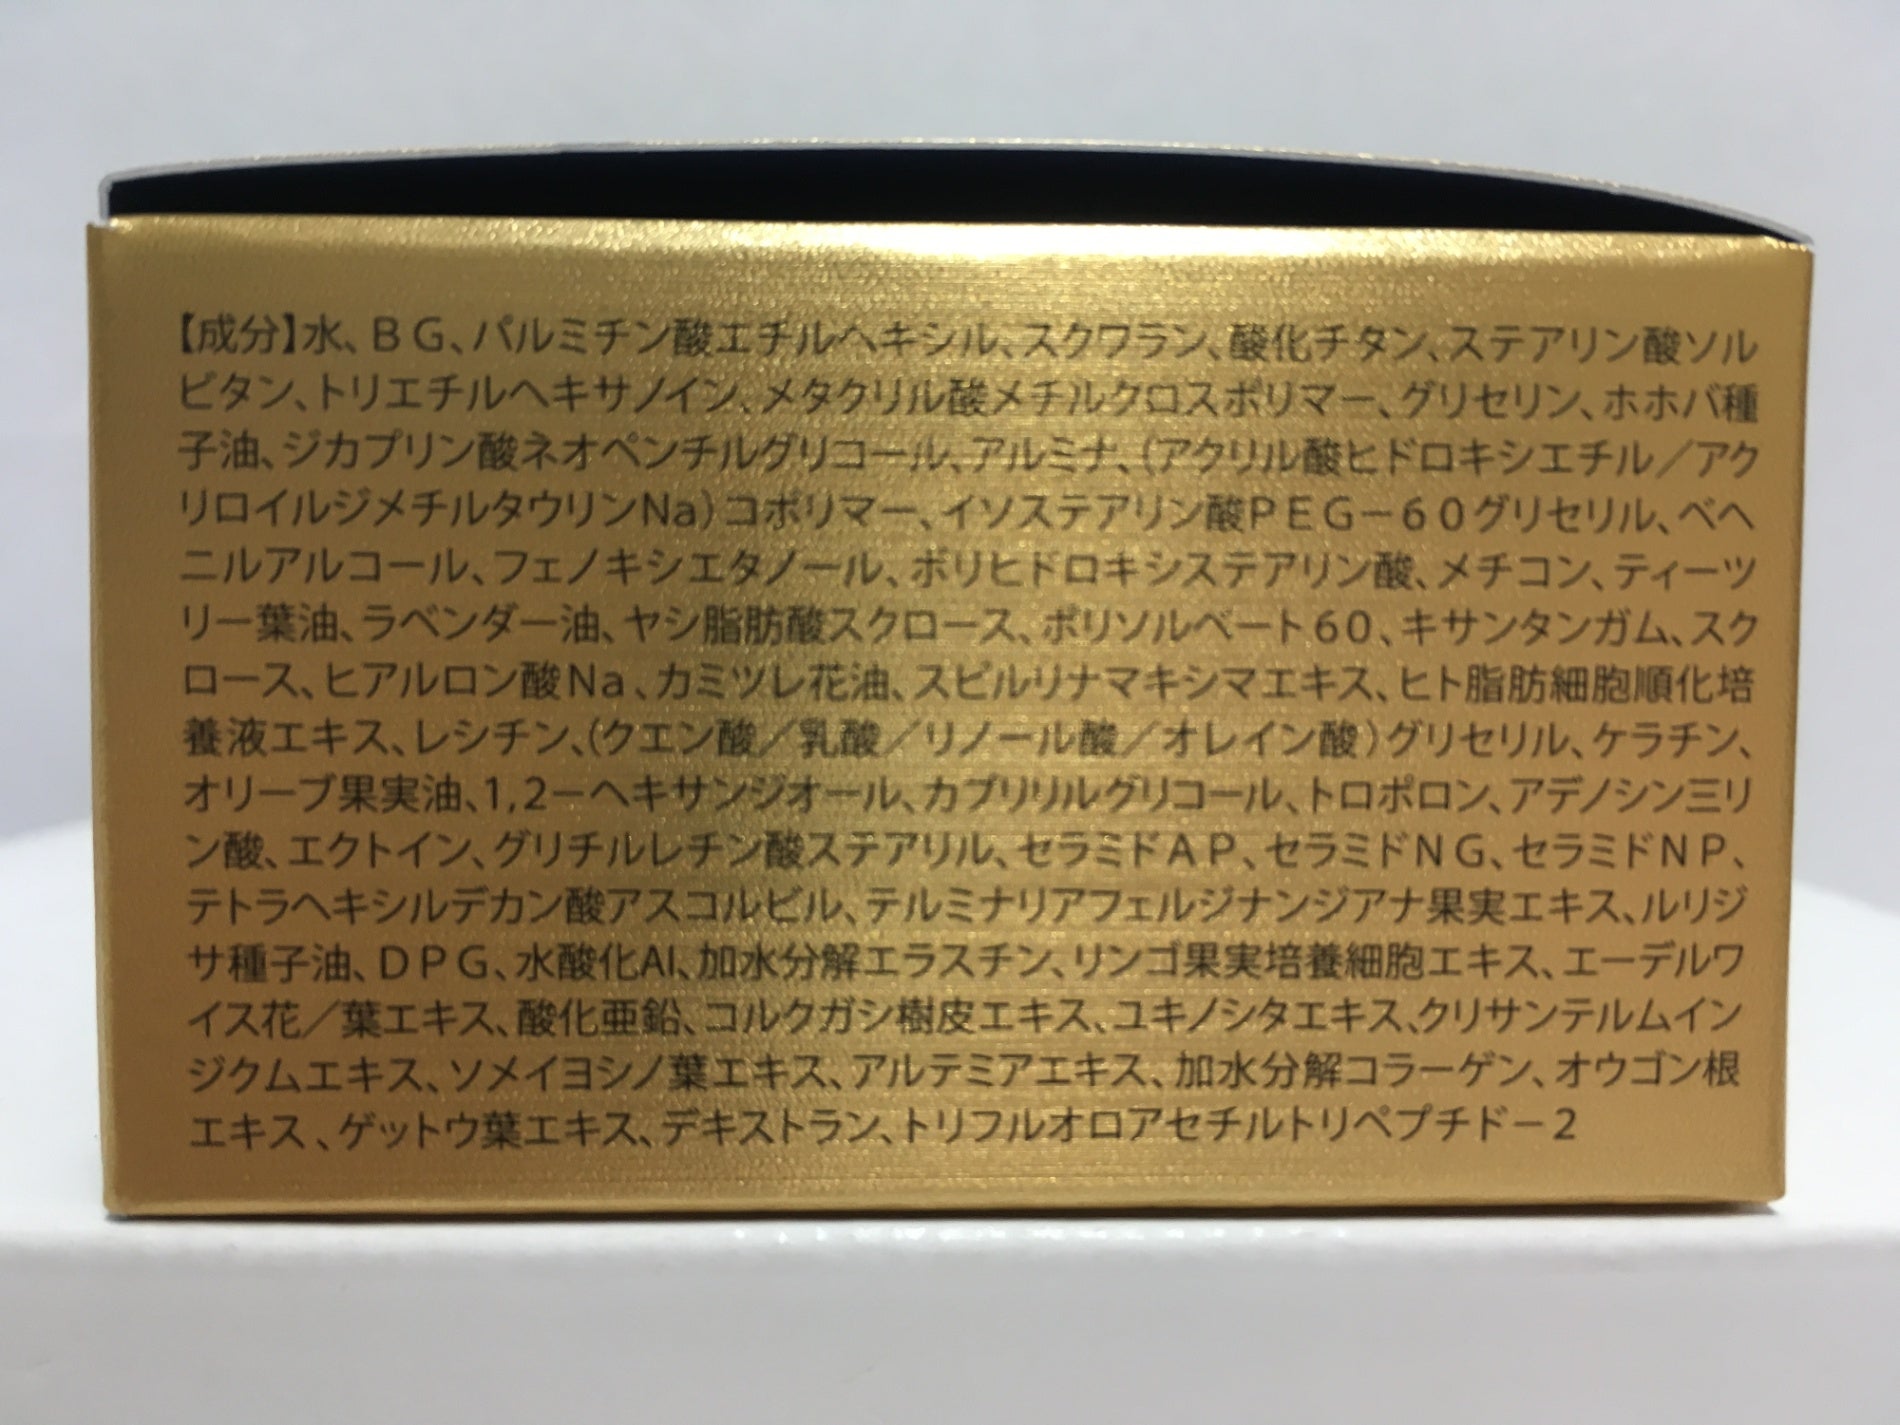 【成分】水、BG、パルミチン酸エチルヘキシル、スクワラン、酸化チタン、ステアリン酸ソル
ビタン、トリエチルヘキサノイン、メタクリル酸メチルクロスポリマー、グリセリン、ホホバ種
子油、ジカプリン酸ネオペンチルグリコール、アルミナ、(アクリル酸ヒドロキシエチル/アク
リロイルジメチルタウリンNa)コポリマー、イソステアリン酸PEG-60グリセリル、ベヘ
ニルアルコール、フェノキシエタノール、ポリヒドロキシステアリン酸、メチコン、ティーツ
リー葉油、ラベンダー油、ヤシ脂肪酸スクロース、ポリソルベート60、キサンタンガム、スク
ロース、ヒアルロン酸Na、カミツレ花油、スピルリナマキシマエキス、ヒト脂肪細胞順化培
養液エキス、レシチン、(クエン酸/乳酸/リノール酸/オレイン酸)グリセリル、ケラチン、
オリーブ果実油、1,2-ヘキサンジオール、カプリリルグリコール、トロポロン、アデノシン三リ
ン酸、エクトイン、グリチルレチン酸ステアリル、セラミドAP、セラミドNG、セラミドNP、
テトラヘキシルデカン酸アスコルビル、テルミナリアフェルジナンジアナ果実エキス、ルリジ
サ種子油、DPG、水酸化Al、加水分解エラスチン、リンゴ果実培養細胞エキス、エーデルワ
イス花/葉エキス、酸化亜鉛、コルクガシ樹皮エキス、ユキノシタエキス、クリサンテルムイン
ジクムエキス、ソメイヨシノ葉エキス、アルテミアエキス、加水分解コラーゲン、オウゴン根
エキス、ゲットウ葉エキス、デキストラン、トリフルオロアセチルトリペプチド-2